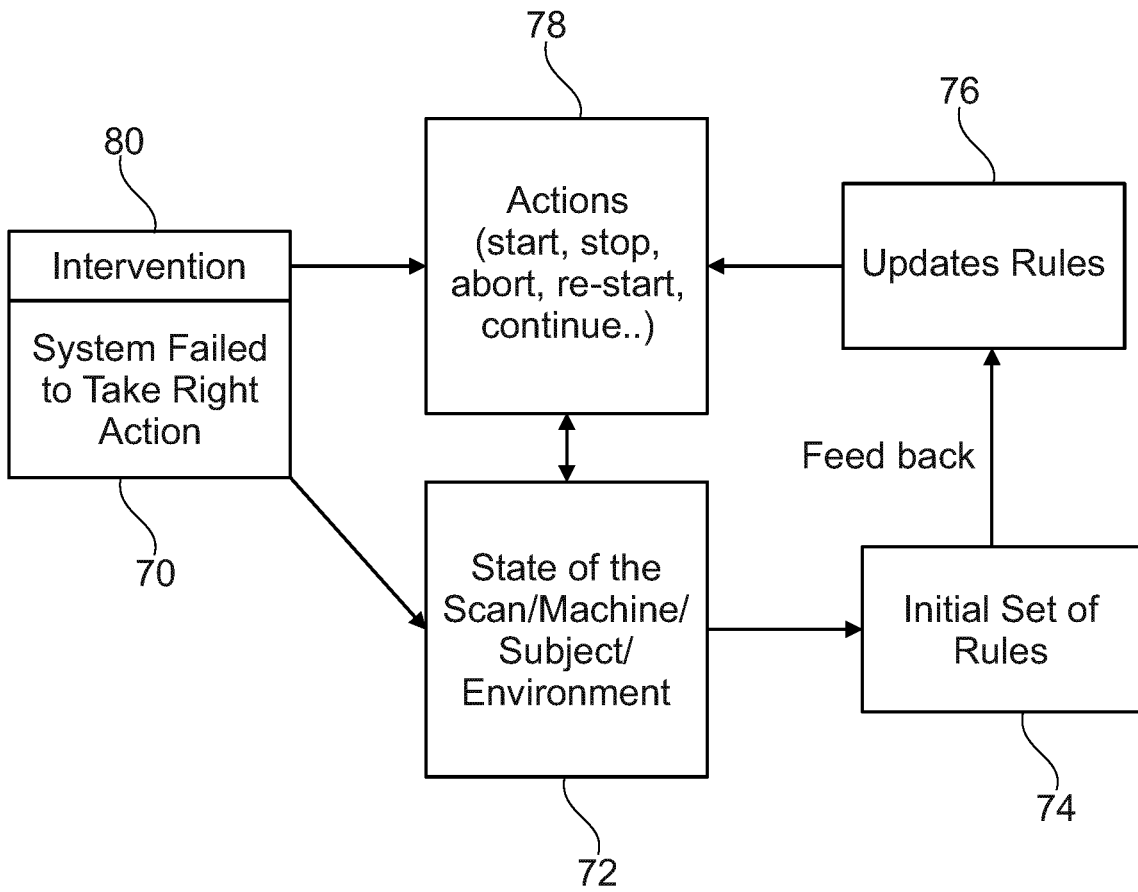 78
76
80
Actions
(start, stop,
abort, re-start,
continue..)
Updates Rules
Intervention
System Failed
to Take Right
Action
Feed back
70
State of the
Scan/Machine/
Subject/
Environment
Initial Set of
Rules
74
72